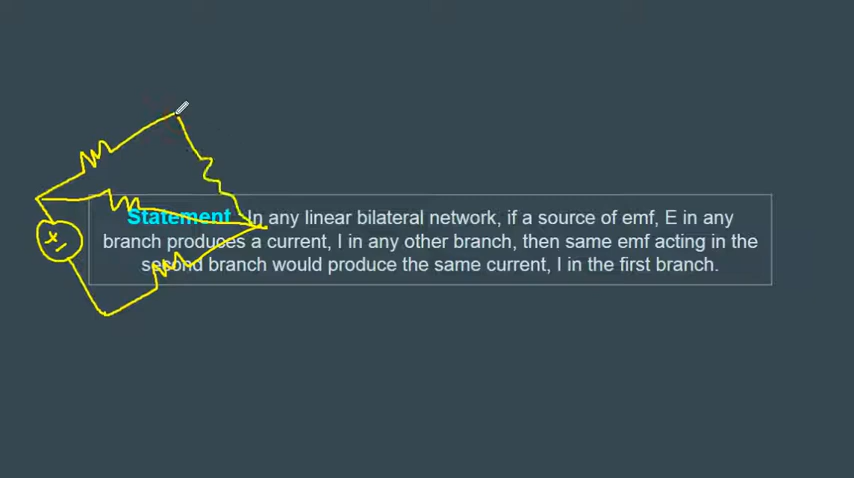 Statement In any linear bilateral network, if a source of emf, E in any
branch produces a current, I in any other branch, then same emf acting in the
second branch would produce the same current, I in the first branch.
+
-